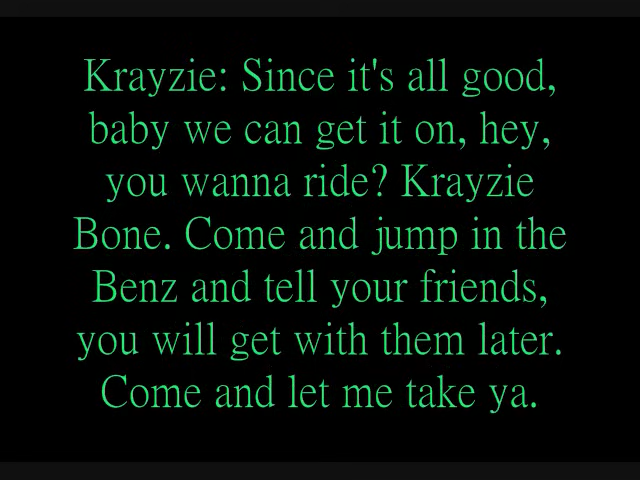 Krayzie: Since it's all good,
baby we can get it on, hey,
you wanna ride? Krayzie
Bone. Come and jump in the
Benz and tell your friends,
you will get with them later.
Come and let me take ya.